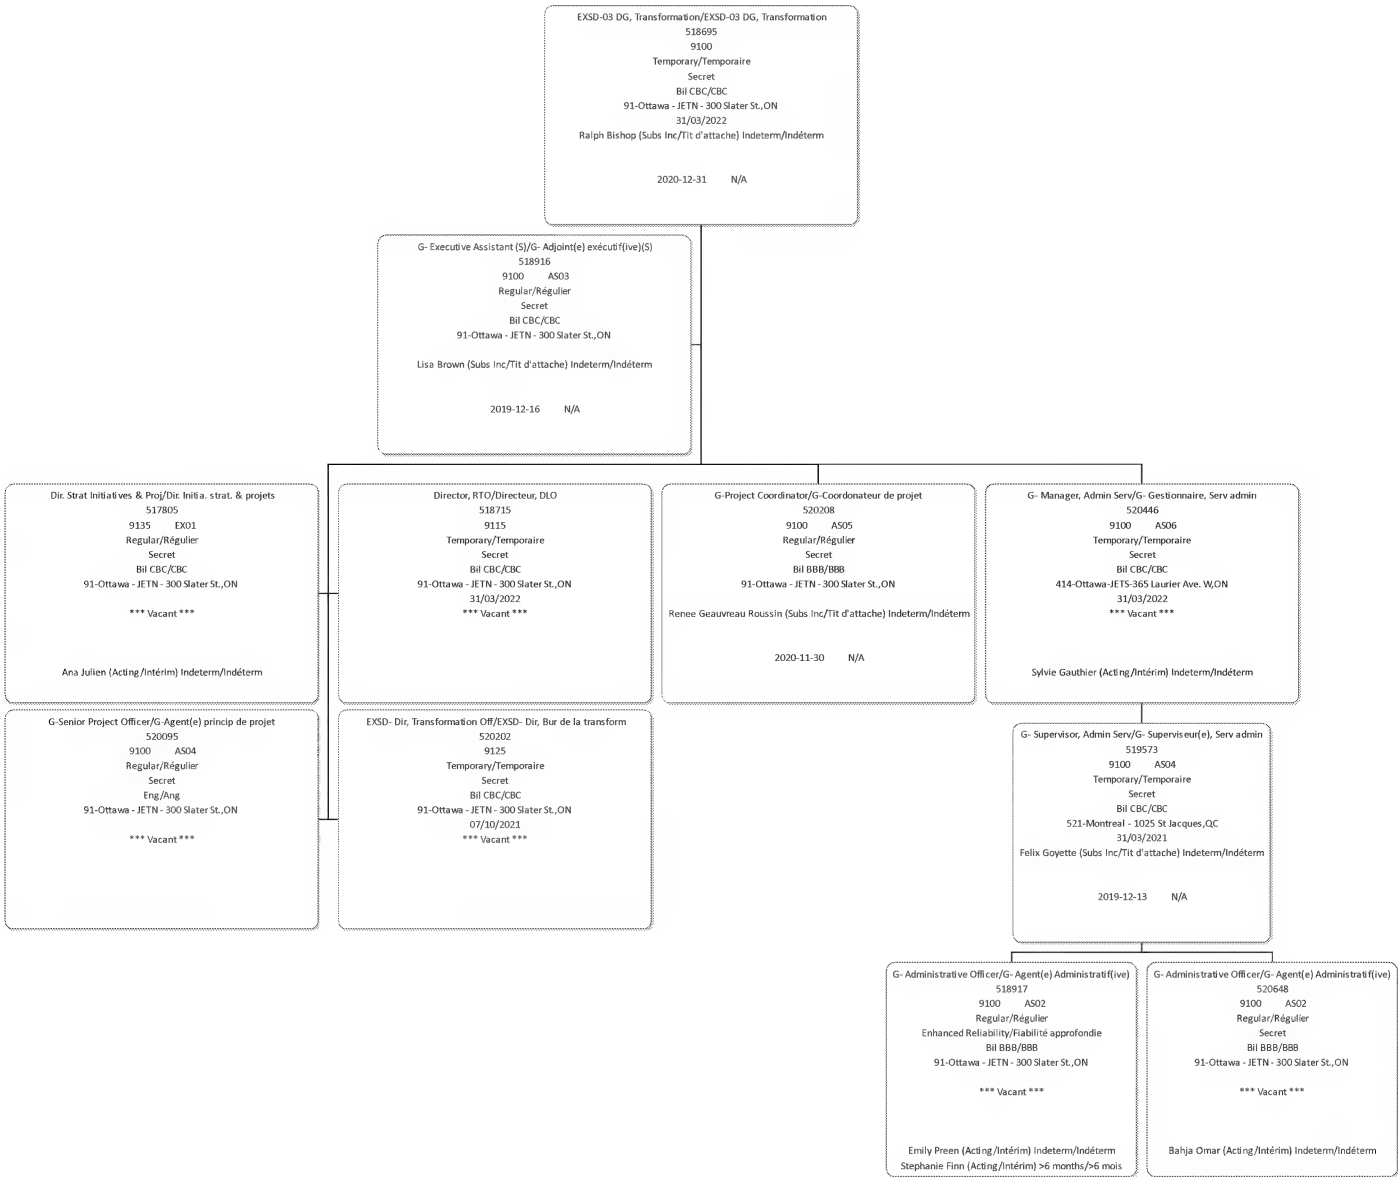 EXSD-03 DG, Transformation/EXSD-03 DG, Transformation
518695
9100
Temporary/Temporaire
Secret
Bil CBC/CBC
91-Ottawa - JETN - 300 Slater St.,ON
31/03/2022
Ralph Bishop (Subs Inc/Tit d'attache) Indeterm/Indéterm
2020-12-31 N/A
G- Executive Assistant (S)/G- Adjoint(e) exécutif(ive)(S)
518916
9100 AS03
Regular/Régulier
Secret
Bil CBC/CBC
91-Ottawa - JETN - 300 Slater St.,ON
Lisa Brown (Subs Inc/Tit d'attache) Indeterm/Indéterm
2019-12-16 N/A
Dir. Strat Initiatives & Proj/Dir. Initia. strat. & projets
517805
9135 EX01
Regular/Régulier
Secret
Bil CBC/CBC
91-Ottawa - JETN - 300 Slater St.,ON
*** Vacant ***
Ana Julien (Acting/Intérim) Indeterm/Indéterm
Director, RTO/Directeur, DLO
518715
9115
Temporary/Temporaire
Secret
Bil CBC/CBC
91-Ottawa - JETN - 300 Slater St.,ON
31/03/2022
*** Vacant ***
G-Project Coordinator/G-Coordonateur de projet
520208
9100 AS05
Regular/Régulier
Secret
Bil BBB/BBB
91-Ottawa - JETN - 300 Slater St.,ON
Renee Geauvreau Roussin (Subs Inc/Tit d'attache) Indeterm/Indéterm
2020-11-30 N/A
G- Manager, Admin Serv/G- Gestionnaire, Serv admin
520446
9100 AS06
Temporary/Temporaire
Secret
Bil CBC/CBC
414-Ottawa-JETS-365 Laurier Ave. W,ON
31/03/2022
*** Vacant ***
Sylvie Gauthier (Acting/Intérim) Indeterm/Indéterm
G-Senior Project Officer/G-Agent(e) princip de projet
520095
9100 AS04
Regular/Régulier
Secret
Eng/Ang
91-Ottawa - JETN - 300 Slater St.,ON
*** Vacant ***
EXSD- Dir, Transformation Off/EXSD- Dir, Bur de la transform
520202
9125
Temporary/Temporaire
Secret
Bil CBC/CBC
91-Ottawa - JETN - 300 Slater St.,ON
07/10/2021
*** Vacant ***
G- Supervisor, Admin Serv/G- Superviseur(e), Serv admin
519573
9100 AS04
Temporary/Temporaire
Secret
Bil CBC/CBC
521-Montreal - 1025 St Jacques,QC
31/03/2021
Felix Goyette (Subs Inc/Tit d'attache) Indeterm/Indéterm
2019-12-13 N/A
G- Administrative Officer/G- Agent(e) Administratif(ive)
518917
9100 AS02
Regular/Régulier
Enhanced Reliability/Fiabilité approfondie
Bil BBB/BBB
91-Ottawa - JETN - 300 Slater St.,ON
*** Vacant ***
Emily Preen (Acting/Intérim) Indeterm/Indéterm
Stephanie Finn (Acting/Intérim) >6 months/>6 mois
G- Administrative Officer/G- Agent(e) Administratif(ive)
520648
9100 AS02
Regular/Régulier
Secret
Bil BBB/BBB
91-Ottawa - JETN - 300 Slater St.,ON
*** Vacant ***
Bahja Omar (Acting/Intérim) Indeterm/Indéterm